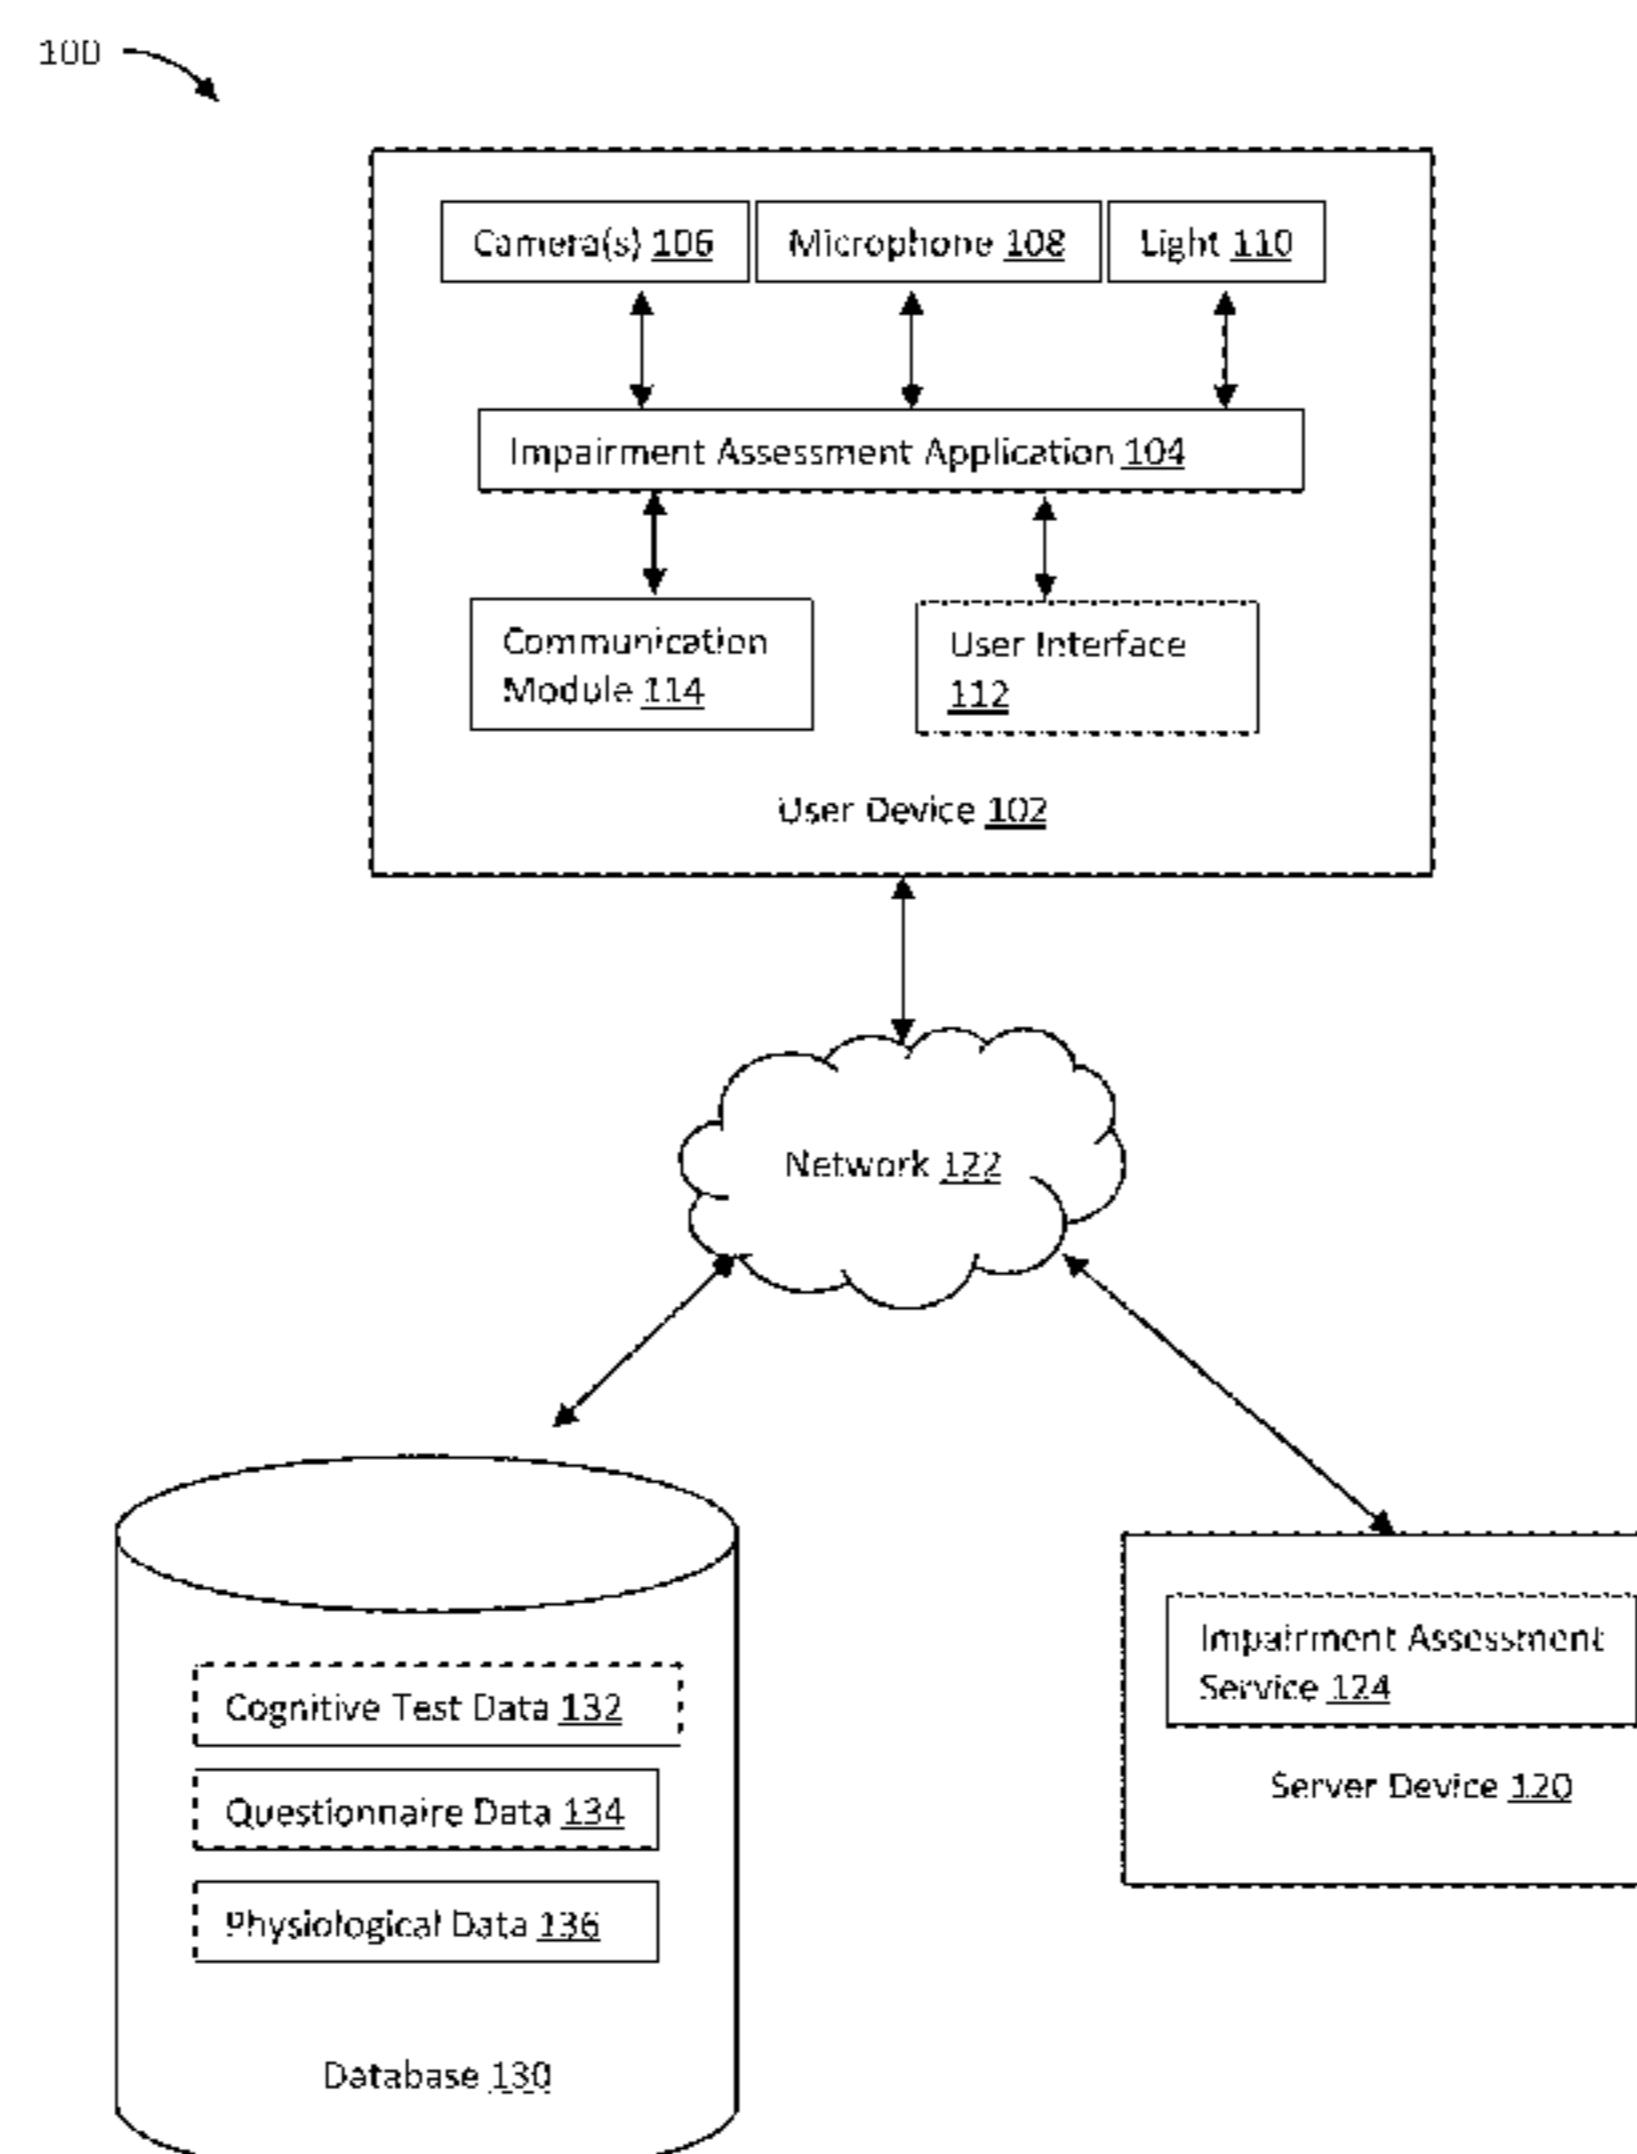 100
Camera(s) 106
Microphone 108
Light 110
Impairment Assessment Application 104
Communication
Module 114
User Interface
112
User Device 102
Network 122
Impairment Assessment
Service 124
Server Device 120
Cognitive Test Data 132
Questionnaire Data 134
Physiological Data 136
Database 130